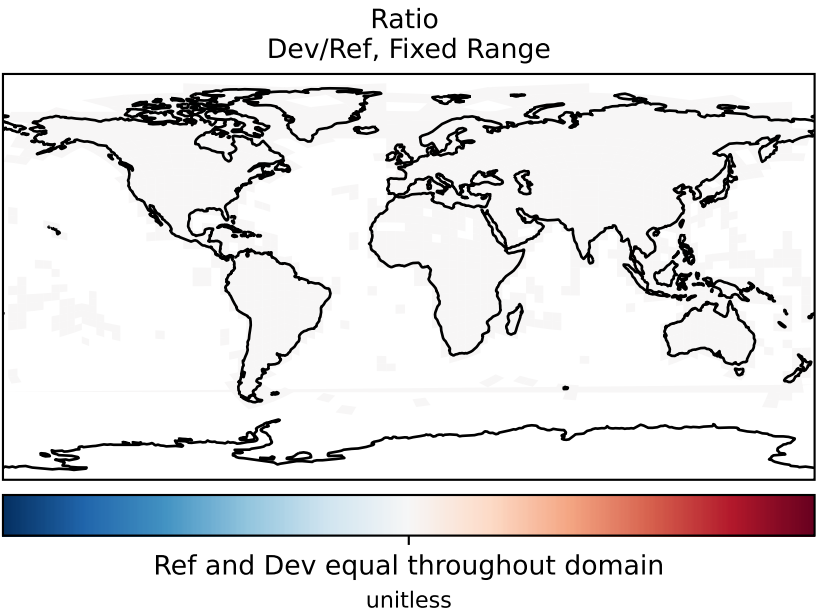 Ratio
Dev/Ref, Fixed Range
Ref and Dev equal throughout domain
unitless